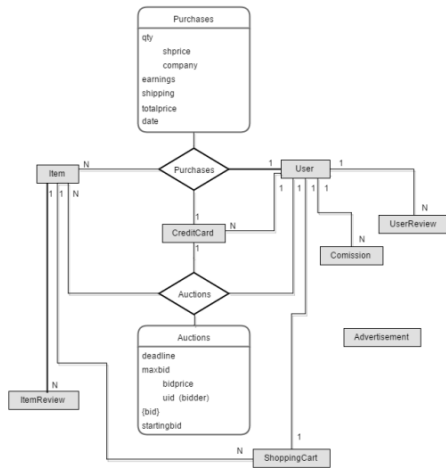 Purchases
qty
shprice
company
earnings
shipping
totalprice
date
Item
N
Purchases
1
User
1
1
1
N
1
N
1
1
1
1
UserReview
N
CreditCard
1
N
Comission
Auctions
Advertisement
Auctions
deadline
maxbid
bidprice
uid (bidder)
{bid}
startingbid
N
ItemReview
N
1
ShoppingCart